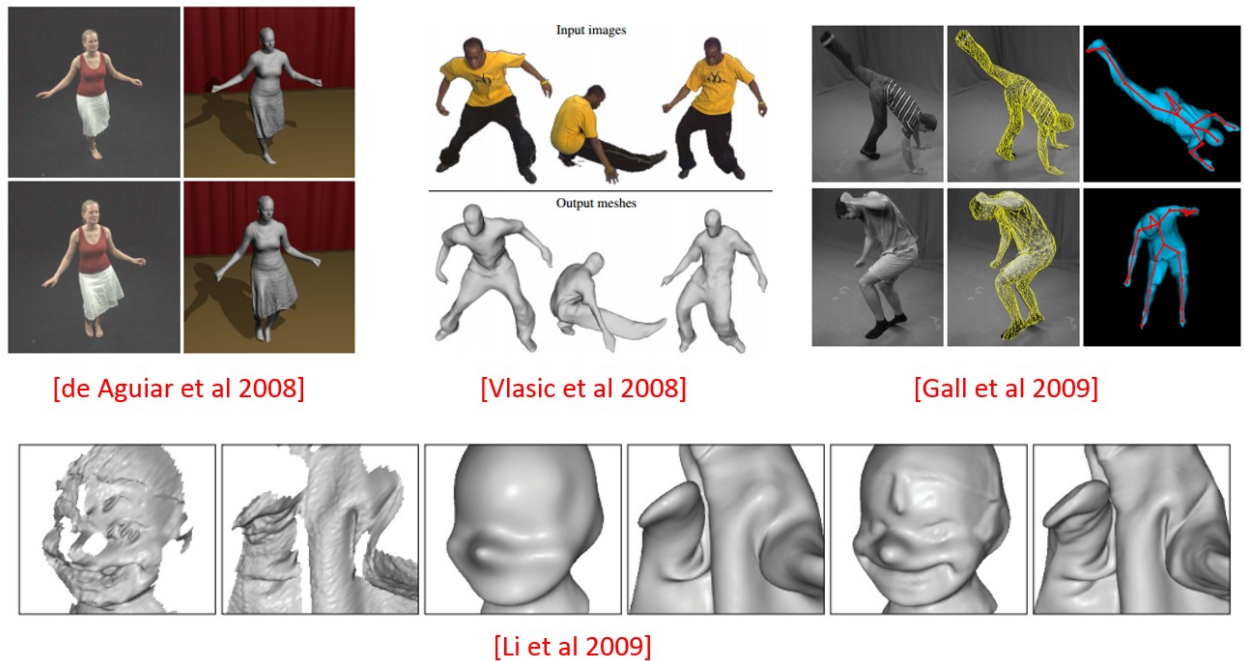 Input images
Output meshes
[de Aguiar et al 2008]
[Vlasic et al 2008]
[Gall et al 2009]
[Li et al 2009]